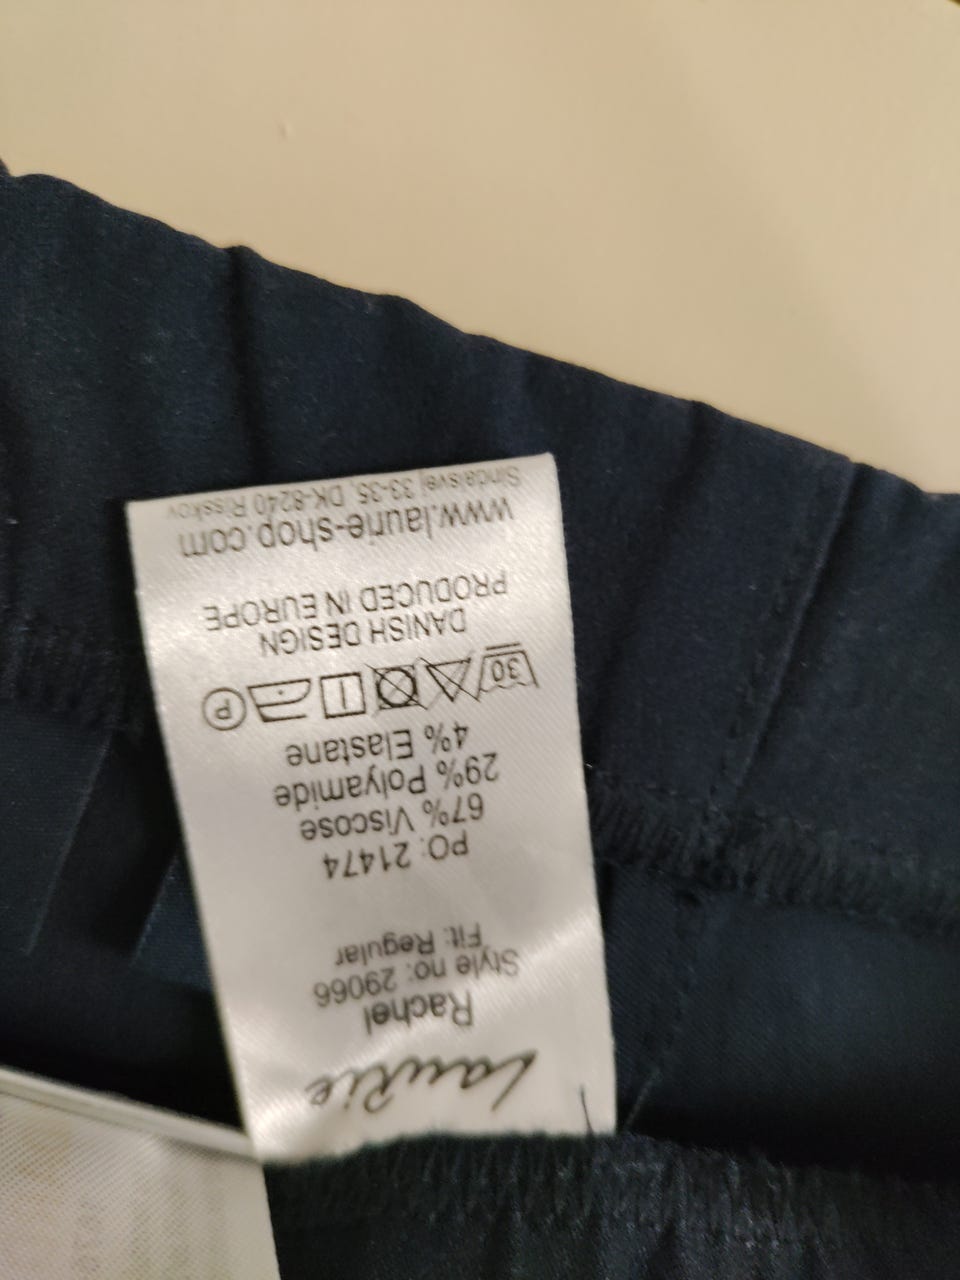 Laurie
Rachel
Style no: 29066
Fit: Regular
PO: 21474
67% Viscose
29% Polyamide
4% Elastane
30
P
DANISH DESIGN
PRODUCED IN EUROPE
www.laurie-shop.com
Sindalsvej 33-35, DK-8240 Risskov